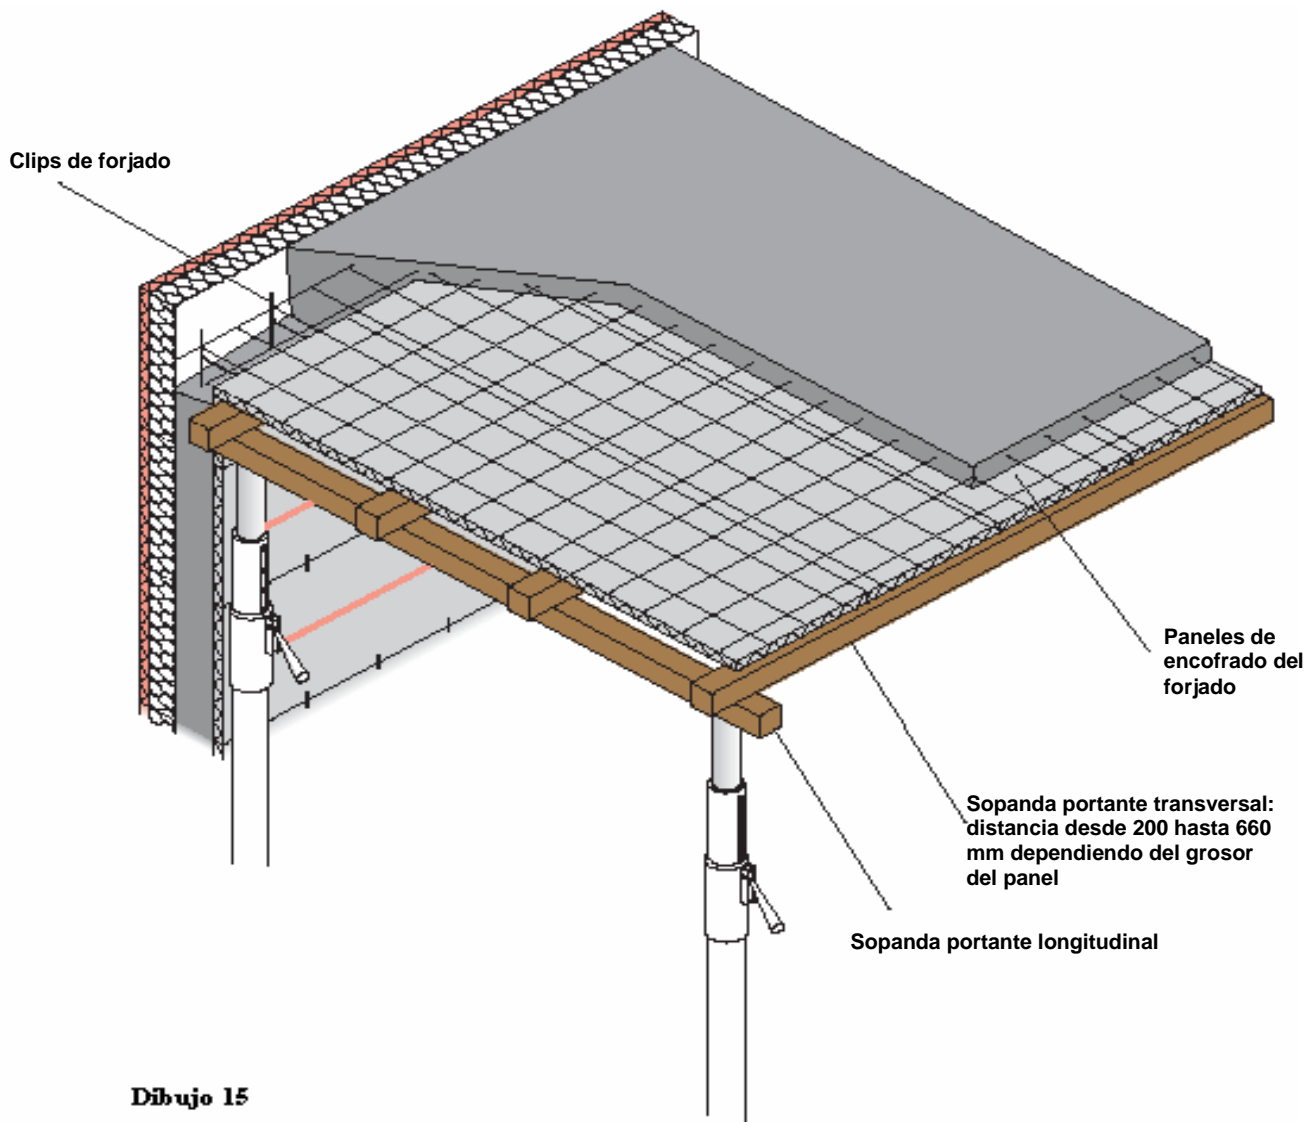 Clips de forjado
Paneles de
encofrado del
forjado
Sopanda portante transversal:
distancia desde 200 hasta 660
mm dependiendo del grosor
del panel
Sopanda portante longitudinal
Dibujo 15